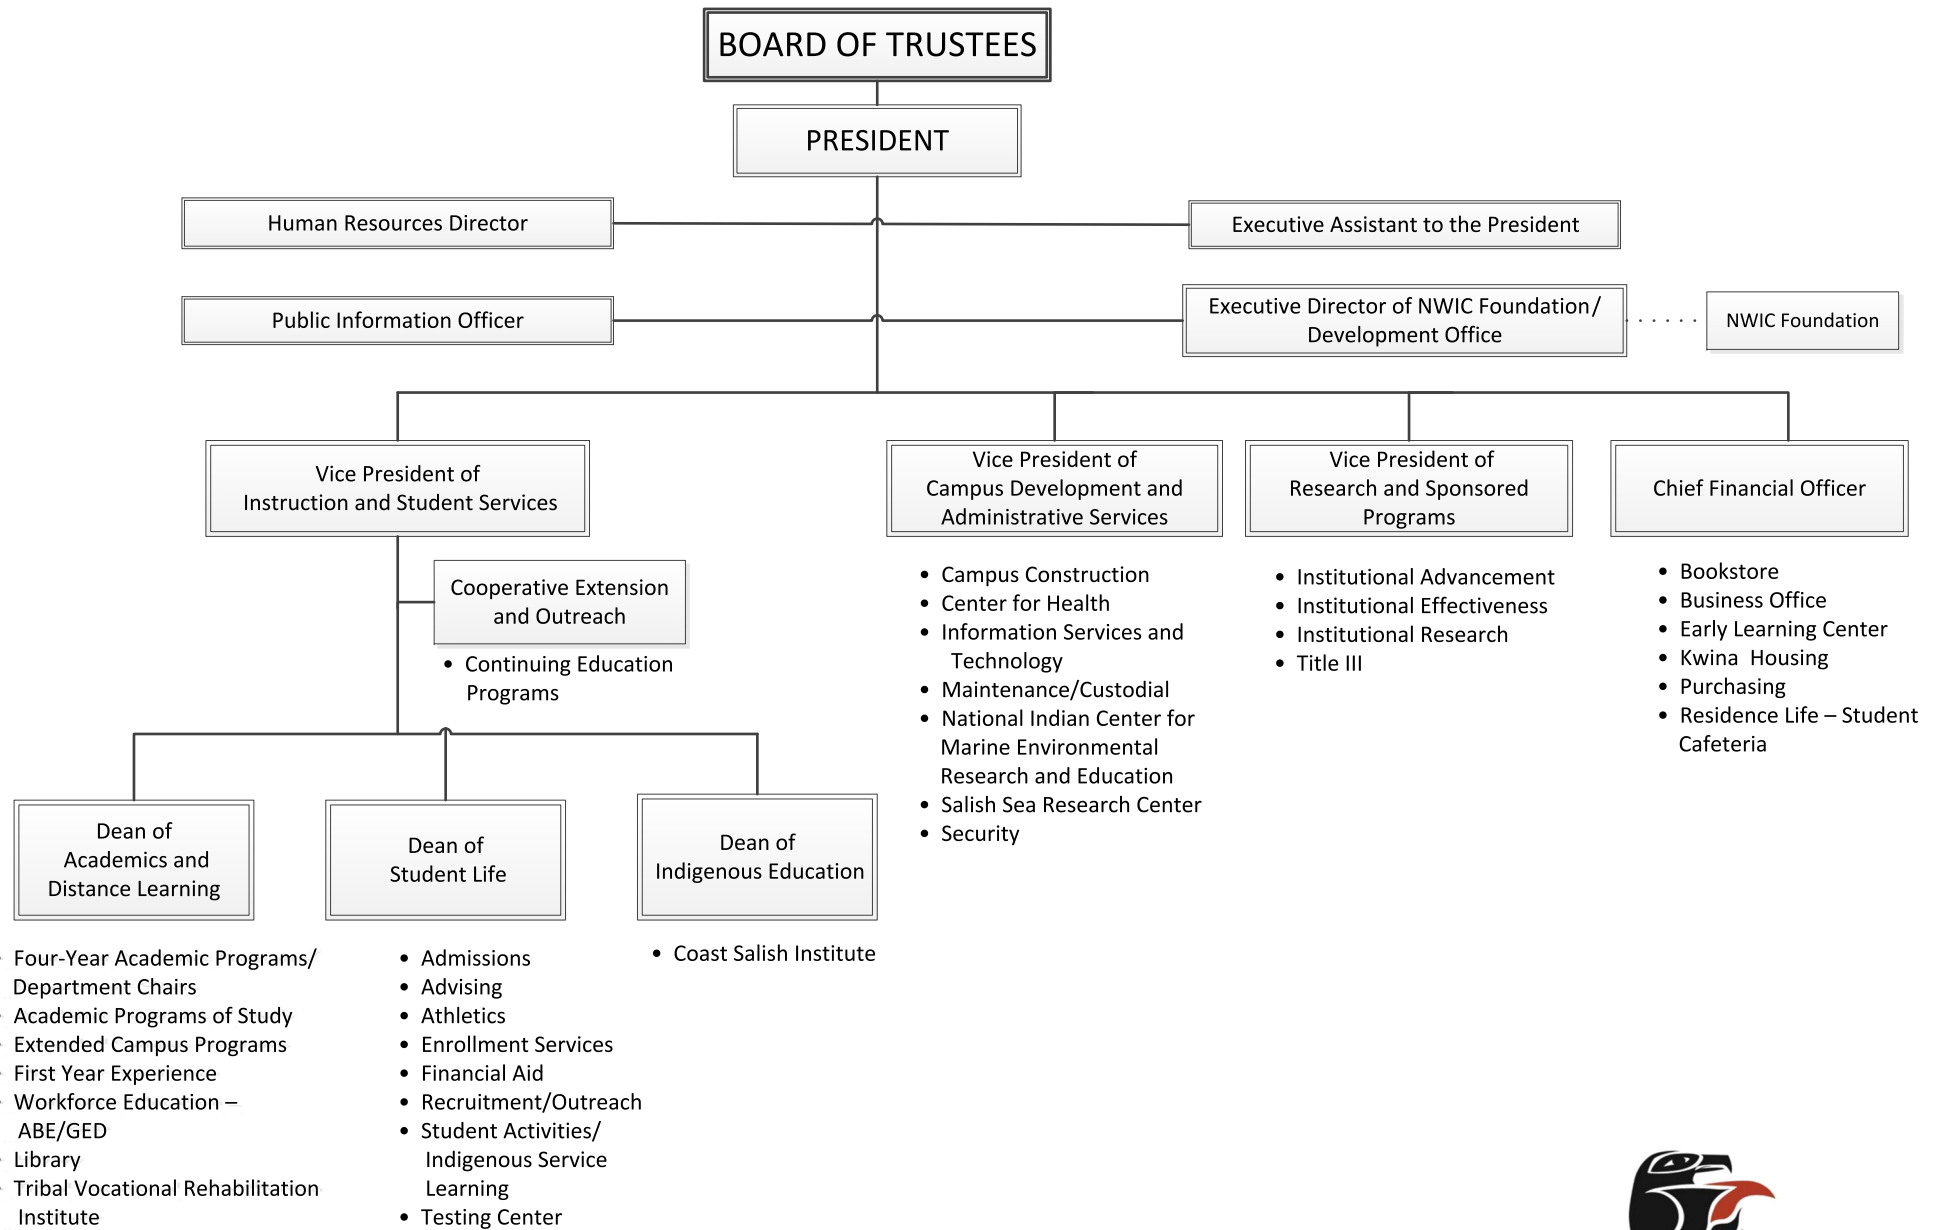 BOARD OF TRUSTEES
PRESIDENT
Human Resources Director
Executive Assistant to the President
Public Information Officer
Executive Director of NWIC Foundation/
Development Office
NWIC Foundation
Vice President of
Instruction and Student Services
Vice President of
Campus Development and
Administrative Services
Vice President of
Research and Sponsored
Programs
Chief Financial Officer
Cooperative Extension
and Outreach
• Continuing Education
Programs
• Campus Construction
• Center for Health
• Information Services and
Technology
• Maintenance/Custodial
• National Indian Center for
Marine Environmental
Research and Education
• Salish Sea Research Center
• Security
• Institutional Advancement
• Institutional Effectiveness
• Institutional Research
• Title III
• Bookstore
• Business Office
• Early Learning Center
• Kwina  Housing
• Purchasing
• Residence Life – Student
Cafeteria
Dean of
Academics and
Distance Learning
Dean of
Student Life
Dean of
Indigenous Education
Four-Year Academic Programs/
Department Chairs
Academic Programs of Study
Extended Campus Programs
First Year Experience
Workforce Education –
ABE/GED
Library
Tribal Vocational Rehabilitation
Institute
• Admissions
• Advising
• Athletics
• Enrollment Services
• Financial Aid
• Recruitment/Outreach
• Student Activities/
Indigenous Service
Learning
• Testing Center
• Coast Salish Institute